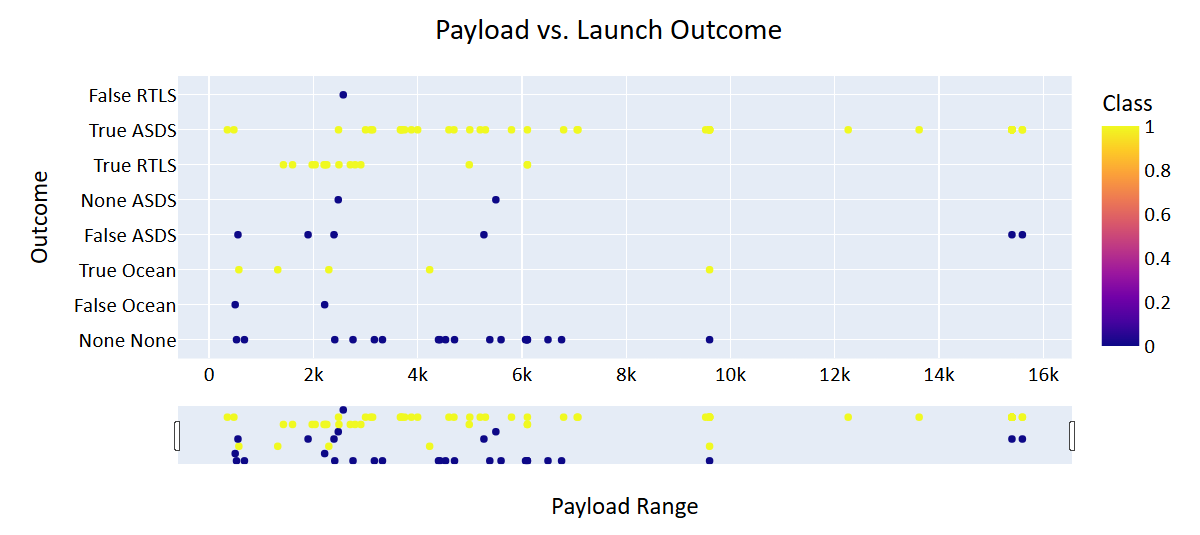 Payload vs. Launch Outcome
Outcome
False RTLS
True ASDS
True RTLS
None ASDS
False ASDS
True Ocean
False Ocean
None None
0 2k 4k 6k 8k 10k 12k 14k 16k
Payload Range
Class
1
0.8
0.6
0.4
0.2
0